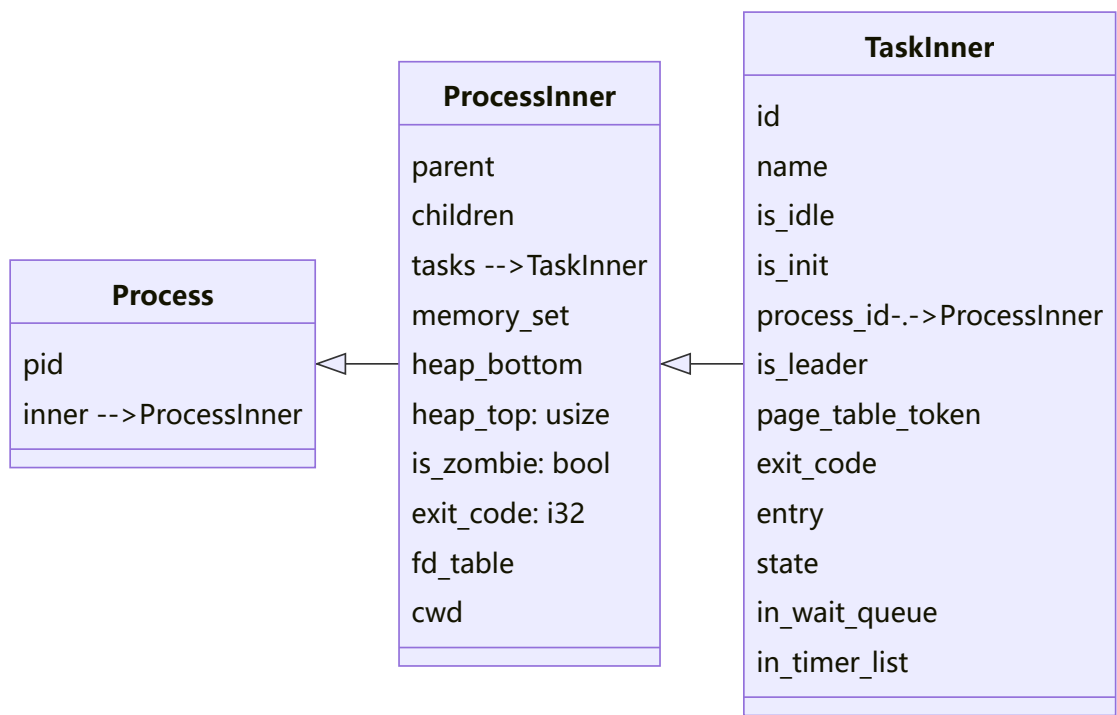 Process
pid
inner -->ProcessInner
ProcessInner
parent
children
tasks -->TaskInner
memory_set
heap_bottom
heap_top: usize
is_zombie: bool
exit_code: i32
fd_table
cwd
TaskInner
id
name
is_idle
is_init
process_id-.->ProcessInner
is_leader
page_table_token
exit_code
entry
state
in_wait_queue
in_timer_list